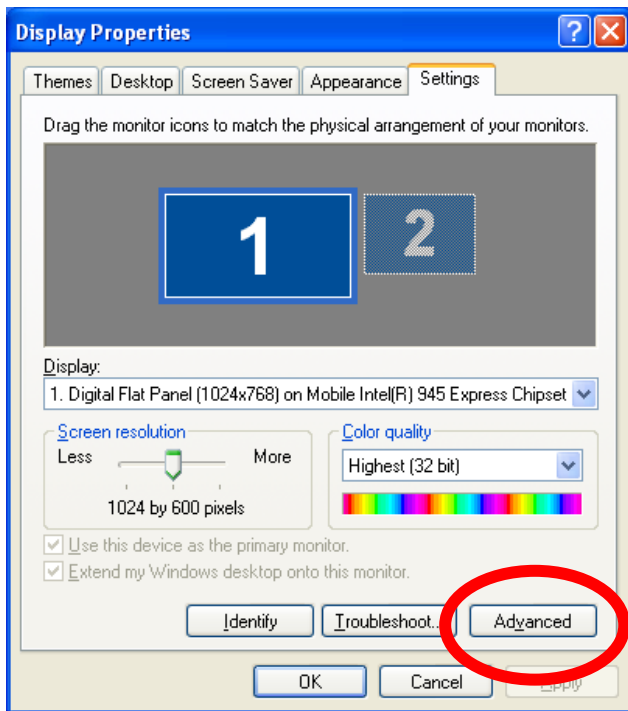 Display Properties
Themes Desktop Screen Saver Appearance Settings
Drag the monitor icons to match the physical arrangement of your monitors.
1 2
Display:
1. Digital Flat Panel (1024x768) on Mobile Intel(R) 945 Express Chipset
Screen resolution Color quality
Less More Highest (32 bit)
1024 by 600 pixels
Use this device as the primary monitor.
Extend my Windows desktop onto this monitor.
Identify Troubleshoot... Advanced
OK Cancel Apply